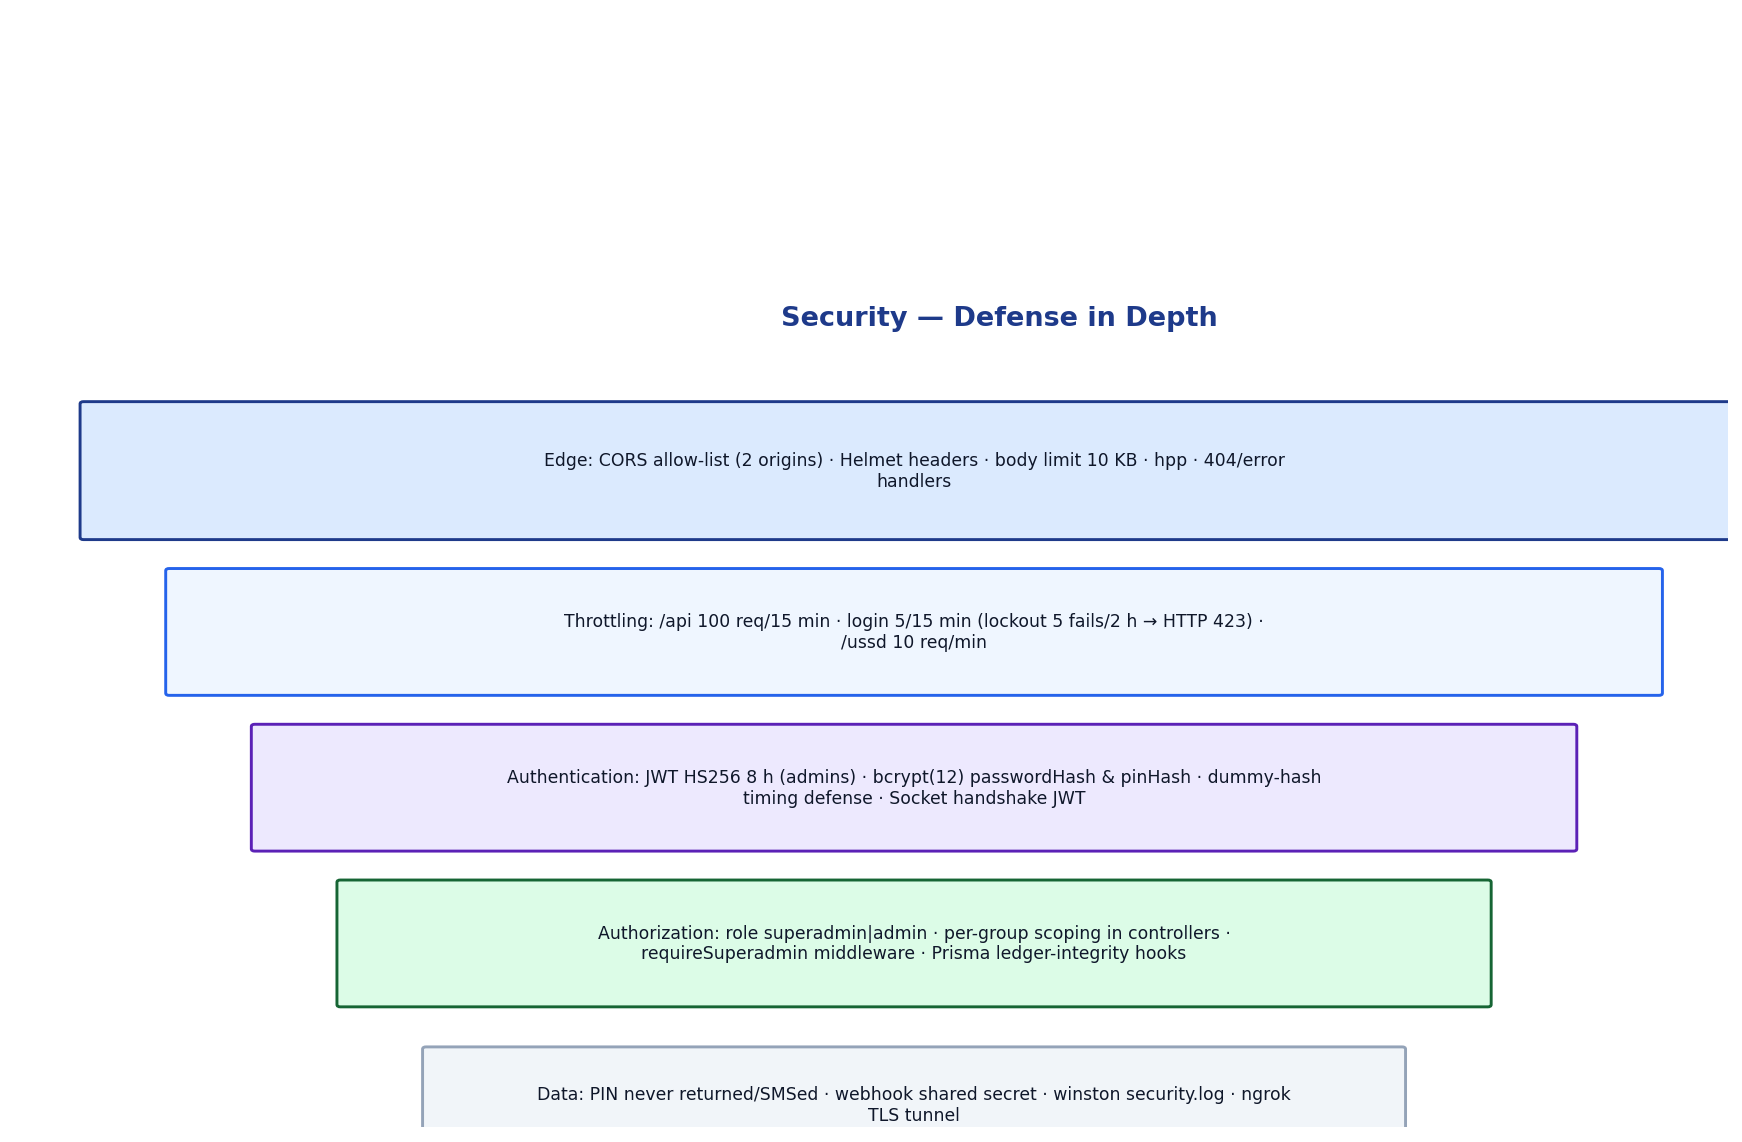 Security — Defense in Depth
Edge: CORS allow-list (2 origins) · Helmet headers · body limit 10 KB · hpp · 404/error
handlers
Throttling: /api 100 req/15 min · login 5/15 min (lockout 5 fails/2 h → HTTP 423) ·
/ussd 10 req/min
Authentication: JWT HS256 8 h (admins) · bcrypt(12) passwordHash & pinHash · dummy-hash
timing defense · Socket handshake JWT
Authorization: role superadmin|admin · per-group scoping in controllers ·
requireSuperadmin middleware · Prisma ledger-integrity hooks
Data: PIN never returned/SMSed · webhook shared secret · winston security.log · ngrok
TLS tunnel